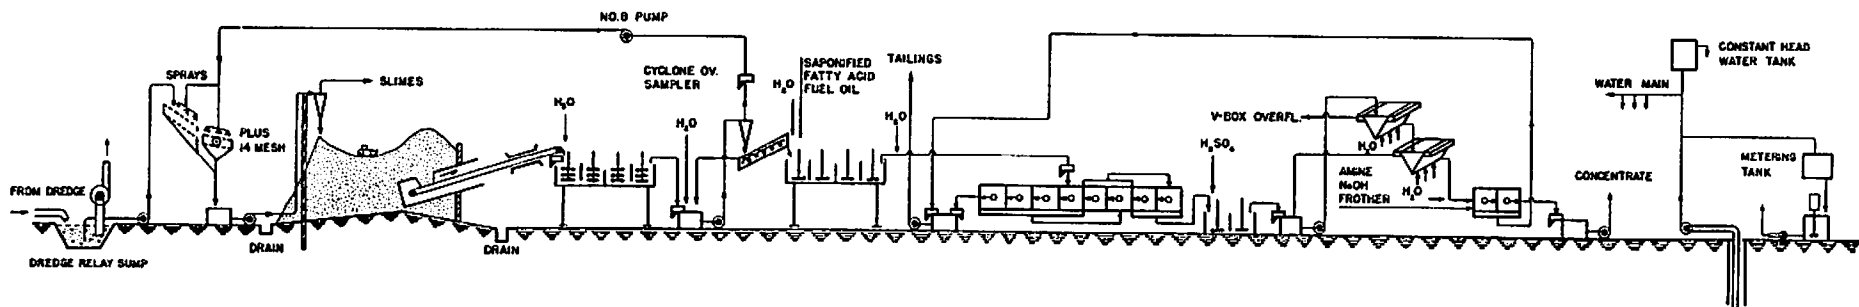 NO.8 PUMP
SPRAYS
SLIMES
CYCLONE OV.
SAMPLER
H₂O
SAPONIFIED
FATTY ACID
FUEL OIL
TAILINGS
CONSTANT HEAD
WATER TANK
WATER MAIN
PLUS
14 MESH
H₂O
H₂O
H₂O
V-BOX OVERFL.
H₂O
H₂SO₄
METERING
TANK
FROM DREDGE
AMINE
NaOH
FROTHER
H₂O
CONCENTRATE
DRAIN
DRAIN
DREDGE RELAY SUMP